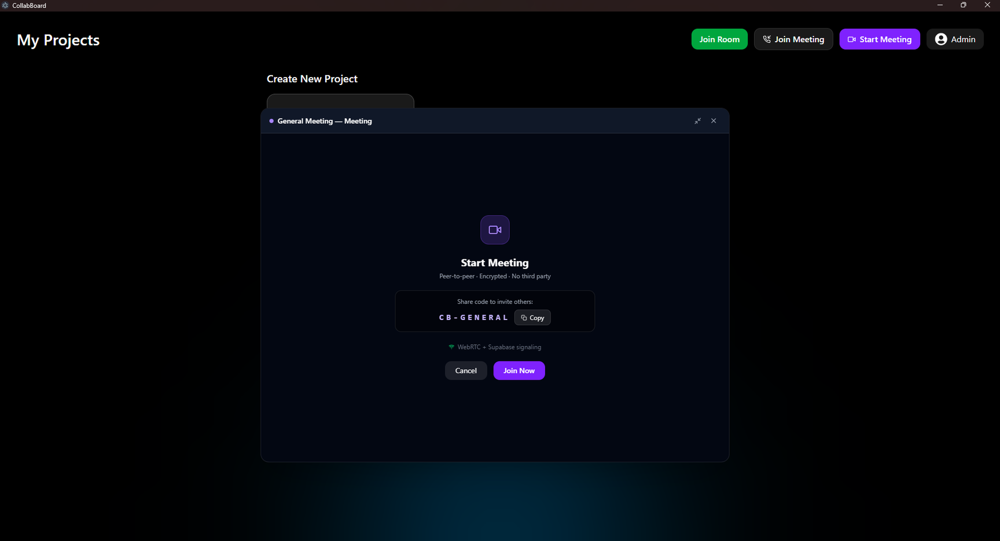 CollabBoard
My Projects
Join Room
Join Meeting
Start Meeting
Admin
Create New Project
General Meeting — Meeting
Start Meeting
Peer-to-peer · Encrypted · No third party
Share code to invite others:
CB-GENERAL
Copy
WebRTC + Supabase signaling
Cancel
Join Now